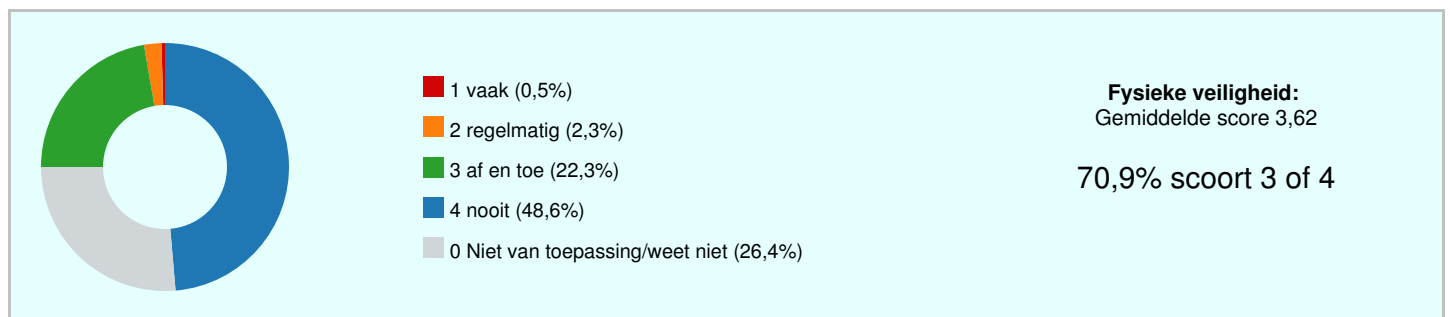 1 vaak (0,5%)
2 regelmatig (2,3%)
3 af en toe (22,3%)
4 nooit (48,6%)
0 Niet van toepassing/weet niet (26,4%)
Fysieke veiligheid:
Gemiddelde score 3,62
70,9% scoort 3 of 4